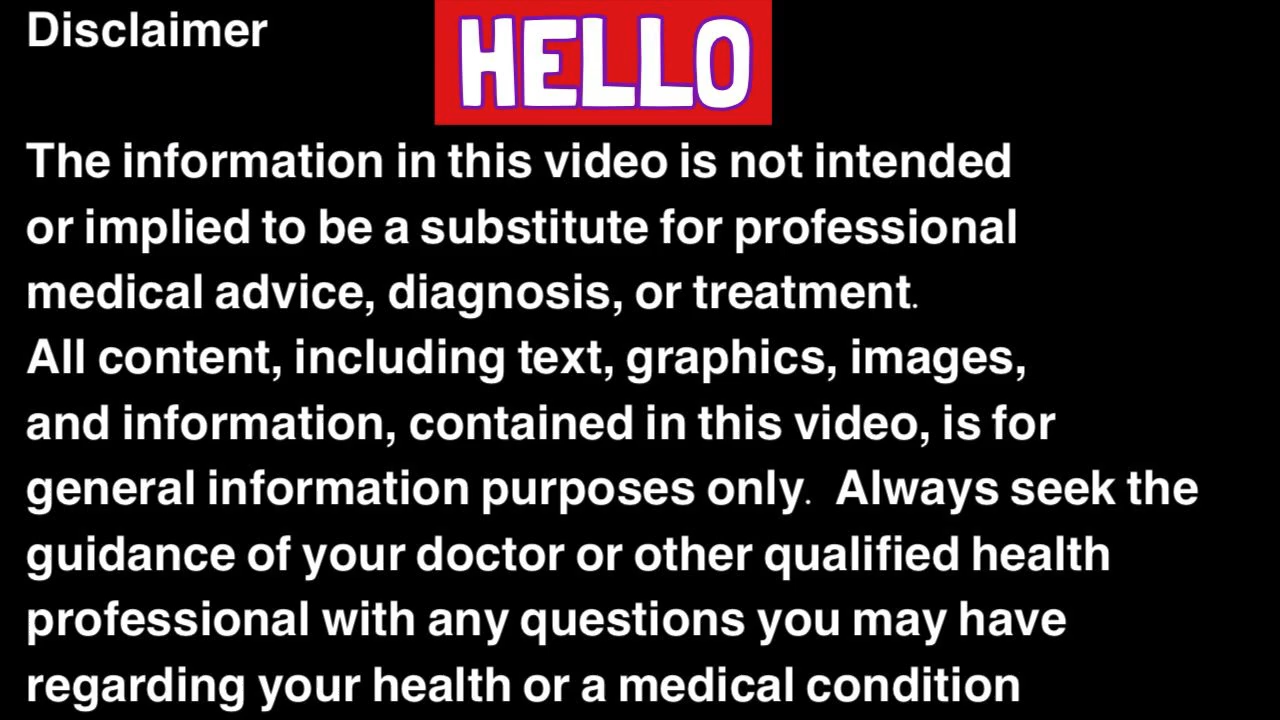 Disclaimer
HELLO
The information in this video is not intended
or implied to be a substitute for professional
medical advice, diagnosis, or treatment.
All content, including text, graphics, images,
and information, contained in this video, is for
general information purposes only.  Always seek the
guidance of your doctor or other qualified health
professional with any questions you may have
regarding your health or a medical condition